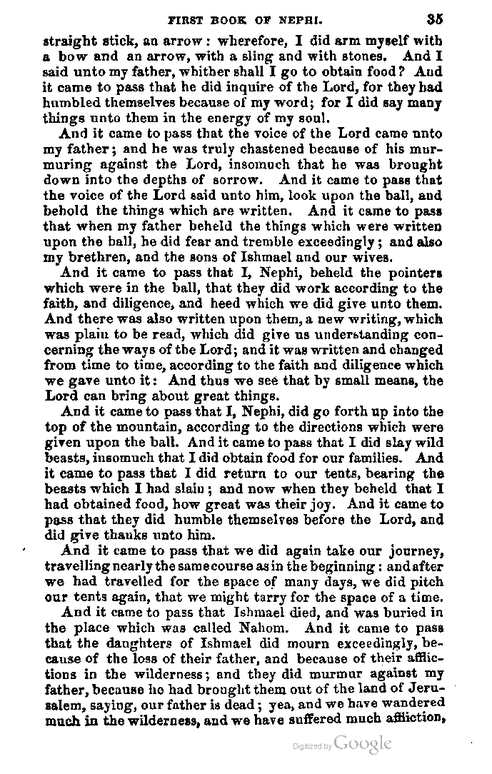 FIRST BOOK OF NEPHI. 35
straight stick, an arrow: wherefore, I did arm myself with
a bow and an arrow, with a sling and with stones. And I
said unto my father, whither shall I go to obtain food? And
it came to pass that he did inquire of the Lord, for they had
humbled themselves because of my word; for I did say many
things unto them in the energy of my soul.
And it came to pass that the voice of the Lord came unto
my father; and he was truly chastened because of his mur-
muring against the Lord, insomuch that he was brought
down into the depths of sorrow. And it came to pass that
the voice of the Lord said unto him, look upon the ball, and
behold the things which are written. And it came to pass
that when my father beheld the things which were written
upon the ball, he did fear and tremble exceedingly; and also
my brethren, and the sons of Ishmael and our wives.
And it came to pass that I, Nephi, beheld the pointers
which were in the ball, that they did work according to the
faith, and diligence, and heed which we did give unto them.
And there was also written upon them, a new writing, which
was plain to be read, which did give us understanding con-
cerning the ways of the Lord; and it was written and changed
from time to time, according to the faith and diligence which
we gave unto it: And thus we see that by small means, the
Lord can bring about great things.
And it came to pass that I, Nephi, did go forth up into the
top of the mountain, according to the directions which were
given upon the ball. And it came to pass that I did slay wild
beasts, insomuch that I did obtain food for our families. And
it came to pass that I did return to our tents, bearing the
beasts which I had slain; and now when they beheld that I
had obtained food, how great was their joy. And it came to
pass that they did humble themselves before the Lord, and
did give thanks unto him.
And it came to pass that we did again take our journey,
travelling nearly the same course as in the beginning: and after
we had travelled for the space of many days, we did pitch
our tents again, that we might tarry for the space of a time.
And it came to pass that Ishmael died, and was buried in
the place which was called Nahom. And it came to pass
that the daughters of Ishmael did mourn exceedingly, be-
cause of the loss of their father, and because of their afflic-
tions in the wilderness; and they did murmur against my
father, because he had brought them out of the land of Jeru-
salem, saying, our father is dead; yea, and we have wandered
much in the wilderness, and we have suffered much affliction,
Digitized by Google